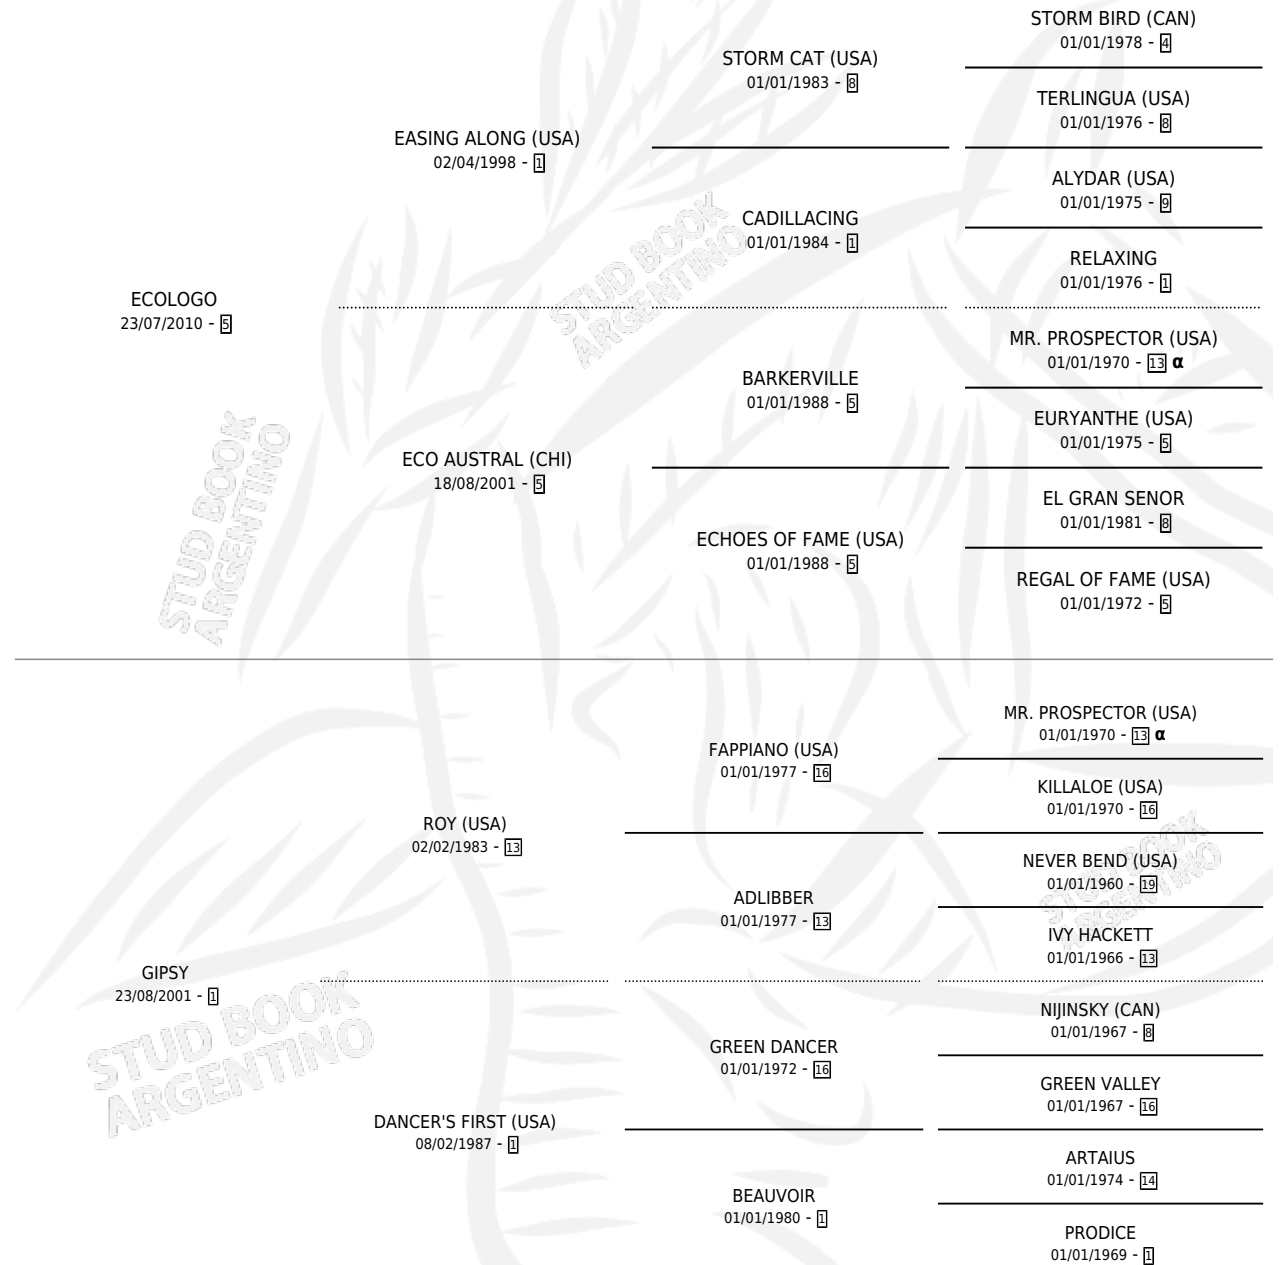 STORM BIRD (CAN)
01/01/1978 - 4
STORM CAT (USA)
01/01/1983 - 8
TERLINGUA (USA)
01/01/1976 - 8
EASING ALONG (USA)
02/04/1998 - 1
ALYDAR (USA)
01/01/1975 - 9
CADILLACING
01/01/1984 - 1
RELAXING
01/01/1976 - 1
ECOLOGO
23/07/2010 - 5
MR. PROSPECTOR (USA)
01/01/1970 - 13 α
BARKERVILLE
01/01/1988 - 5
EURYANTHE (USA)
01/01/1975 - 5
ECO AUSTRAL (CHI)
18/08/2001 - 5
EL GRAN SENOR
01/01/1981 - 8
ECHOES OF FAME (USA)
01/01/1988 - 5
REGAL OF FAME (USA)
01/01/1972 - 5
MR. PROSPECTOR (USA)
01/01/1970 - 13 α
FAPPIANO (USA)
01/01/1977 - 16
KILLALOE (USA)
01/01/1970 - 16
ROY (USA)
02/02/1983 - 13
NEVER BEND (USA)
01/01/1960 - 19
ADLIBBER
01/01/1977 - 13
IVY HACKETT
01/01/1966 - 13
GIPSY
23/08/2001 - 1
NIJINSKY (CAN)
01/01/1967 - 8
GREEN DANCER
01/01/1972 - 16
GREEN VALLEY
01/01/1967 - 16
DANCER'S FIRST (USA)
08/02/1987 - 1
ARTAIUS
01/01/1974 - 14
BEAUVOIR
01/01/1980 - 1
PRODICE
01/01/1969 - 1
STUD BOOK
ARGENTINO
STUD BOOK
ARGENTINO
STUD BOOK
ARGENTINO
STUD BOOK
ARGENTINO